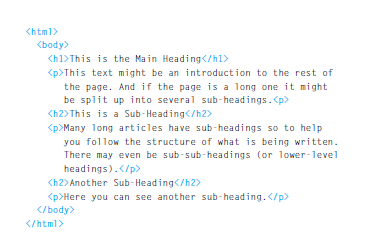 <html>
<body>
<h1>This is the Main Heading</h1>
<p>This text might be an introduction to the rest of
the page. And if the page is a long one it might
be split up into several sub-headings.<p>
<h2>This is a Sub-Heading</h2>
<p>Many long articles have sub-headings so to help
you follow the structure of what is being written.
There may even be sub-sub-headings (or lower-level
headings).</p>
<h2>Another Sub-Heading</h2>
<p>Here you can see another sub-heading.</p>
</body>
</html>